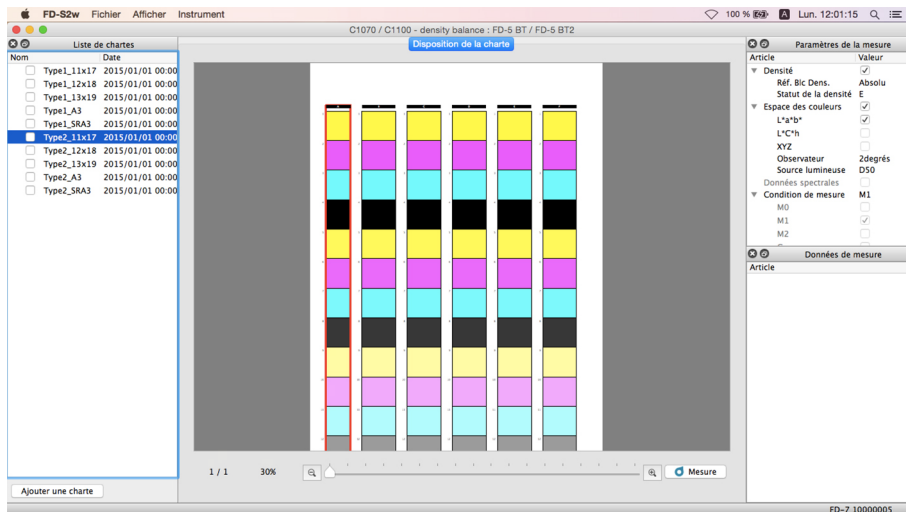 FD-S2w Fichier Afficher Instrument 100 % A Lun. 12:01:15
C1070 / C1100 - density balance : FD-5 BT / FD-5 BT2
Liste de chartes
Nom Date
Type1_11x17 2015/01/01 00:00
Type1_12x18 2015/01/01 00:00
Type1_13x19 2015/01/01 00:00
Type1_A3 2015/01/01 00:00
Type1_SRA3 2015/01/01 00:00
Type2_11x17 2015/01/01 00:00
Type2_12x18 2015/01/01 00:00
Type2_13x19 2015/01/01 00:00
Type2_A3 2015/01/01 00:00
Type2_SRA3 2015/01/01 00:00
Ajouter une charte
Disposition de la charte
1 / 1 30% Mesure
Paramètres de la mesure
Article Valeur
Densité
Réf. Blc Dens. Absolu
Statut de la densité E
Espace des couleurs
L*a*b*
L*C*h
XYZ
Observateur 2degrés
Source lumineuse D50
Données spectrales
Condition de mesure M1
M0
M1
M2
Données de mesure
Article
FD-7 10000005